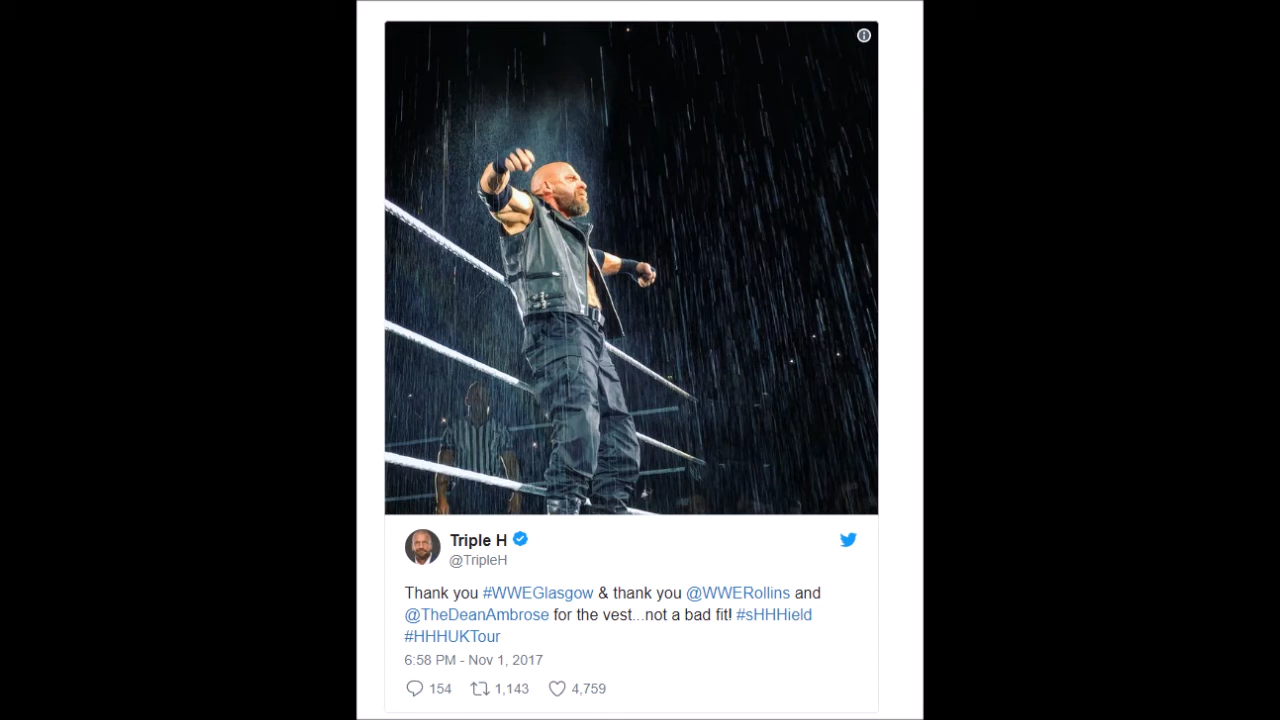 Triple H
@TripleH
Thank you #WWEGlasgow & thank you @WWERollins and
@TheDeanAmbrose for the vest...not a bad fit! #sHHHield
#HHHUKTour
6:58 PM - Nov 1, 2017
154 1,143 4,759